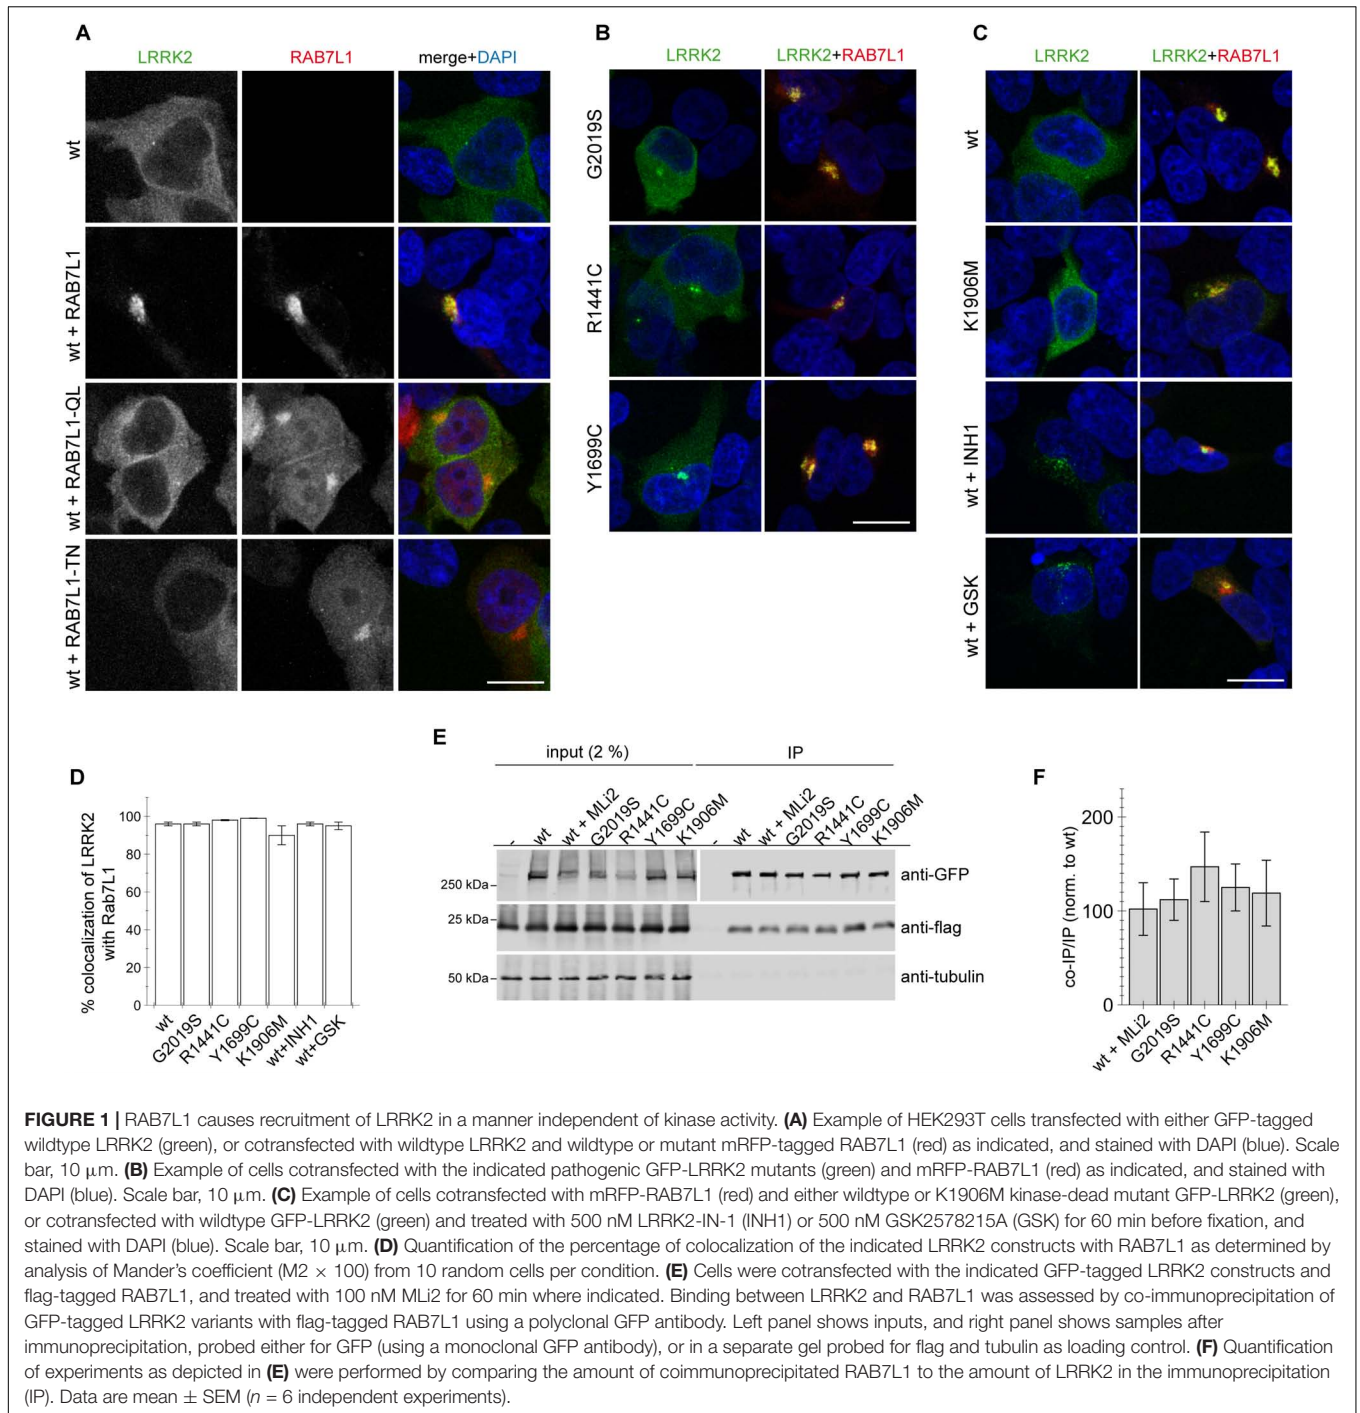 A
LRRK2
RAB7L1
merge+DAPI
wt
wt + RAB7L1
wt + RAB7L1-QL
wt + RAB7L1-TN
B
LRRK2
LRRK2+RAB7L1
G2019S
R1441C
Y1699C
C
LRRK2
LRRK2+RAB7L1
wt
K1906M
wt + INH1
wt + GSK
D
% colocalization of LRRK2
with Rab7L1
100
80
60
40
20
0
wt
G2019S
R1441C
Y1699C
K1906M
wt+INH1
wt+GSK
E
input (2 %)
IP
-
wt
wt + MLi2
G2019S
R1441C
Y1699C
K1906M
-
wt
wt + MLi2
G2019S
R1441C
Y1699C
K1906M
250 kDa
anti-GFP
25 kDa
anti-flag
50 kDa
anti-tubulin
F
co-IP/IP (norm. to wt)
200
100
0
wt + MLi2
G2019S
R1441C
Y1699C
K1906M
FIGURE 1 | RAB7L1 causes recruitment of LRRK2 in a manner independent of kinase activity. (A) Example of HEK293T cells transfected with either GFP-tagged
wildtype LRRK2 (green), or cotransfected with wildtype LRRK2 and wildtype or mutant mRFP-tagged RAB7L1 (red) as indicated, and stained with DAPI (blue). Scale
bar, 10 μm. (B) Example of cells cotransfected with the indicated pathogenic GFP-LRRK2 mutants (green) and mRFP-RAB7L1 (red) as indicated, and stained with
DAPI (blue). Scale bar, 10 μm. (C) Example of cells cotransfected with mRFP-RAB7L1 (red) and either wildtype or K1906M kinase-dead mutant GFP-LRRK2 (green),
or cotransfected with wildtype GFP-LRRK2 (green) and treated with 500 nM LRRK2-IN-1 (INH1) or 500 nM GSK2578215A (GSK) for 60 min before fixation, and
stained with DAPI (blue). Scale bar, 10 μm. (D) Quantification of the percentage of colocalization of the indicated LRRK2 constructs with RAB7L1 as determined by
analysis of Mander's coefficient (M2 × 100) from 10 random cells per condition. (E) Cells were cotransfected with the indicated GFP-tagged LRRK2 constructs and
flag-tagged RAB7L1, and treated with 100 nM MLi2 for 60 min where indicated. Binding between LRRK2 and RAB7L1 was assessed by co-immunoprecipitation of
GFP-tagged LRRK2 variants with flag-tagged RAB7L1 using a polyclonal GFP antibody. Left panel shows inputs, and right panel shows samples after
immunoprecipitation, probed either for GFP (using a monoclonal GFP antibody), or in a separate gel probed for flag and tubulin as loading control. (F) Quantification
of experiments as depicted in (E) were performed by comparing the amount of coimmunoprecipitated RAB7L1 to the amount of LRRK2 in the immunoprecipitation
(IP). Data are mean ± SEM (n = 6 independent experiments).